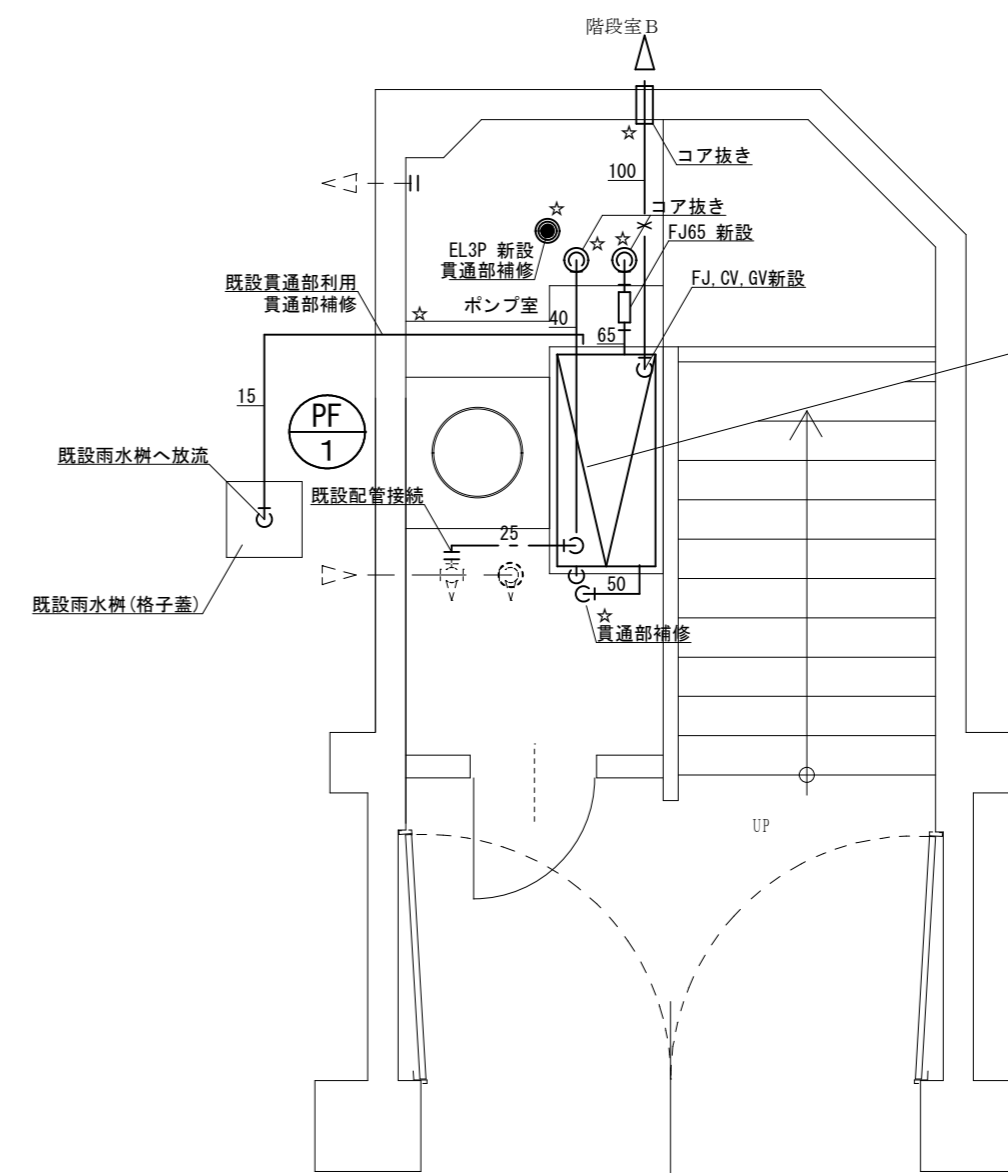 階段室B
コア抜き
100
コア抜き
FJ65 新設
EL3P 新設
貫通部補修
FJ,CV,GV新設
既設貫通部利用
貫通部補修
ポンプ室
40
65
15
PF
1
既設雨水桝へ放流
既設配管接続
25
50
既設雨水桝(格子蓋)
貫通部補修
UP